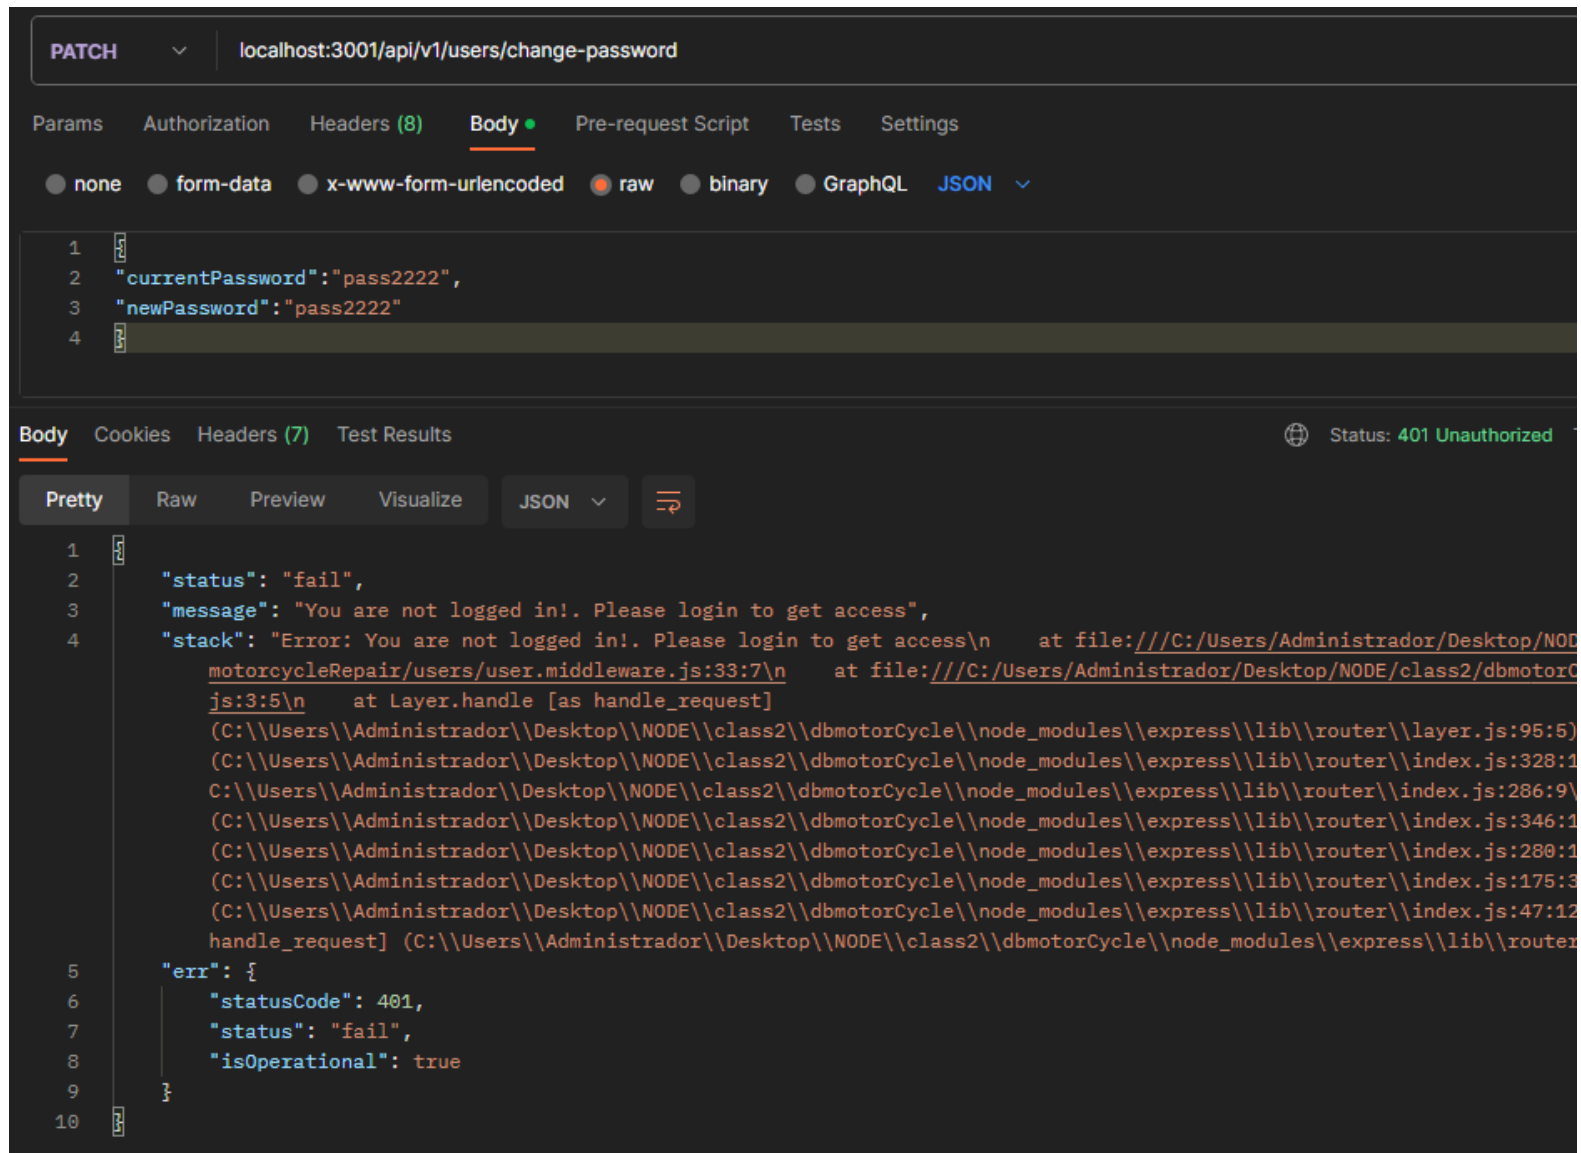 PATCH localhost:3001/api/v1/users/change-password
Params Authorization Headers (8) Body Pre-request Script Tests Settings
none form-data x-www-form-urlencoded raw binary GraphQL JSON
1 {
2 "currentPassword":"pass2222",
3 "newPassword":"pass2222"
4 }
Body Cookies Headers (7) Test Results Status: 401 Unauthorized
Pretty Raw Preview Visualize JSON
1 {
2 "status": "fail",
3 "message": "You are not logged in!. Please login to get access",
4 "stack": "Error: You are not logged in!. Please login to get access\n    at file:///C:/Users/Administrador/Desktop/NOD
motorcycleRepair/users/user.middleware.js:33:7\n    at file:///C:/Users/Administrador/Desktop/NODE/class2/dbmotorC
js:3:5\n    at Layer.handle [as handle_request]
(C:\\Users\\Administrador\\Desktop\\NODE\\class2\\dbmotorCycle\\node_modules\\express\\lib\\router\\layer.js:95:5)
(C:\\Users\\Administrador\\Desktop\\NODE\\class2\\dbmotorCycle\\node_modules\\express\\lib\\router\\index.js:328:1
C:\\Users\\Administrador\\Desktop\\NODE\\class2\\dbmotorCycle\\node_modules\\express\\lib\\router\\index.js:286:9\
(C:\\Users\\Administrador\\Desktop\\NODE\\class2\\dbmotorCycle\\node_modules\\express\\lib\\router\\index.js:346:1
(C:\\Users\\Administrador\\Desktop\\NODE\\class2\\dbmotorCycle\\node_modules\\express\\lib\\router\\index.js:280:1
(C:\\Users\\Administrador\\Desktop\\NODE\\class2\\dbmotorCycle\\node_modules\\express\\lib\\router\\index.js:175:3
(C:\\Users\\Administrador\\Desktop\\NODE\\class2\\dbmotorCycle\\node_modules\\express\\lib\\router\\index.js:47:12
handle_request] (C:\\Users\\Administrador\\Desktop\\NODE\\class2\\dbmotorCycle\\node_modules\\express\\lib\\router
5 "err": {
6 "statusCode": 401,
7 "status": "fail",
8 "isOperational": true
9 }
10 }